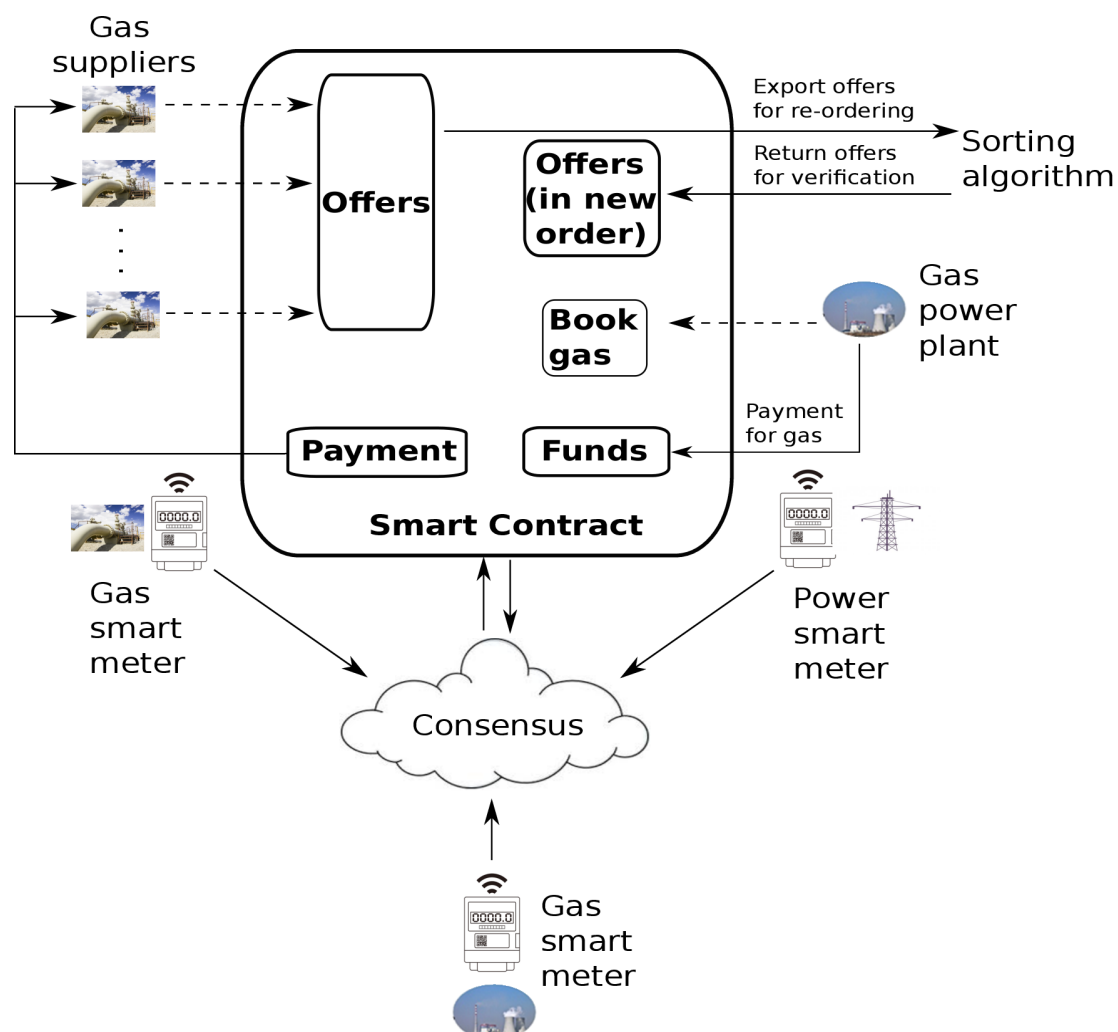 Gas
suppliers
Offers
Export offers
for re-ordering
Sorting
algorithm
Return offers
for verification
Offers
(in new
order)
Gas
power
plant
Book
gas
Payment
for gas
Payment
Funds
Smart Contract
0000.0
Gas
smart
meter
0000.0
Power
smart
meter
Consensus
0000.0
Gas
smart
meter